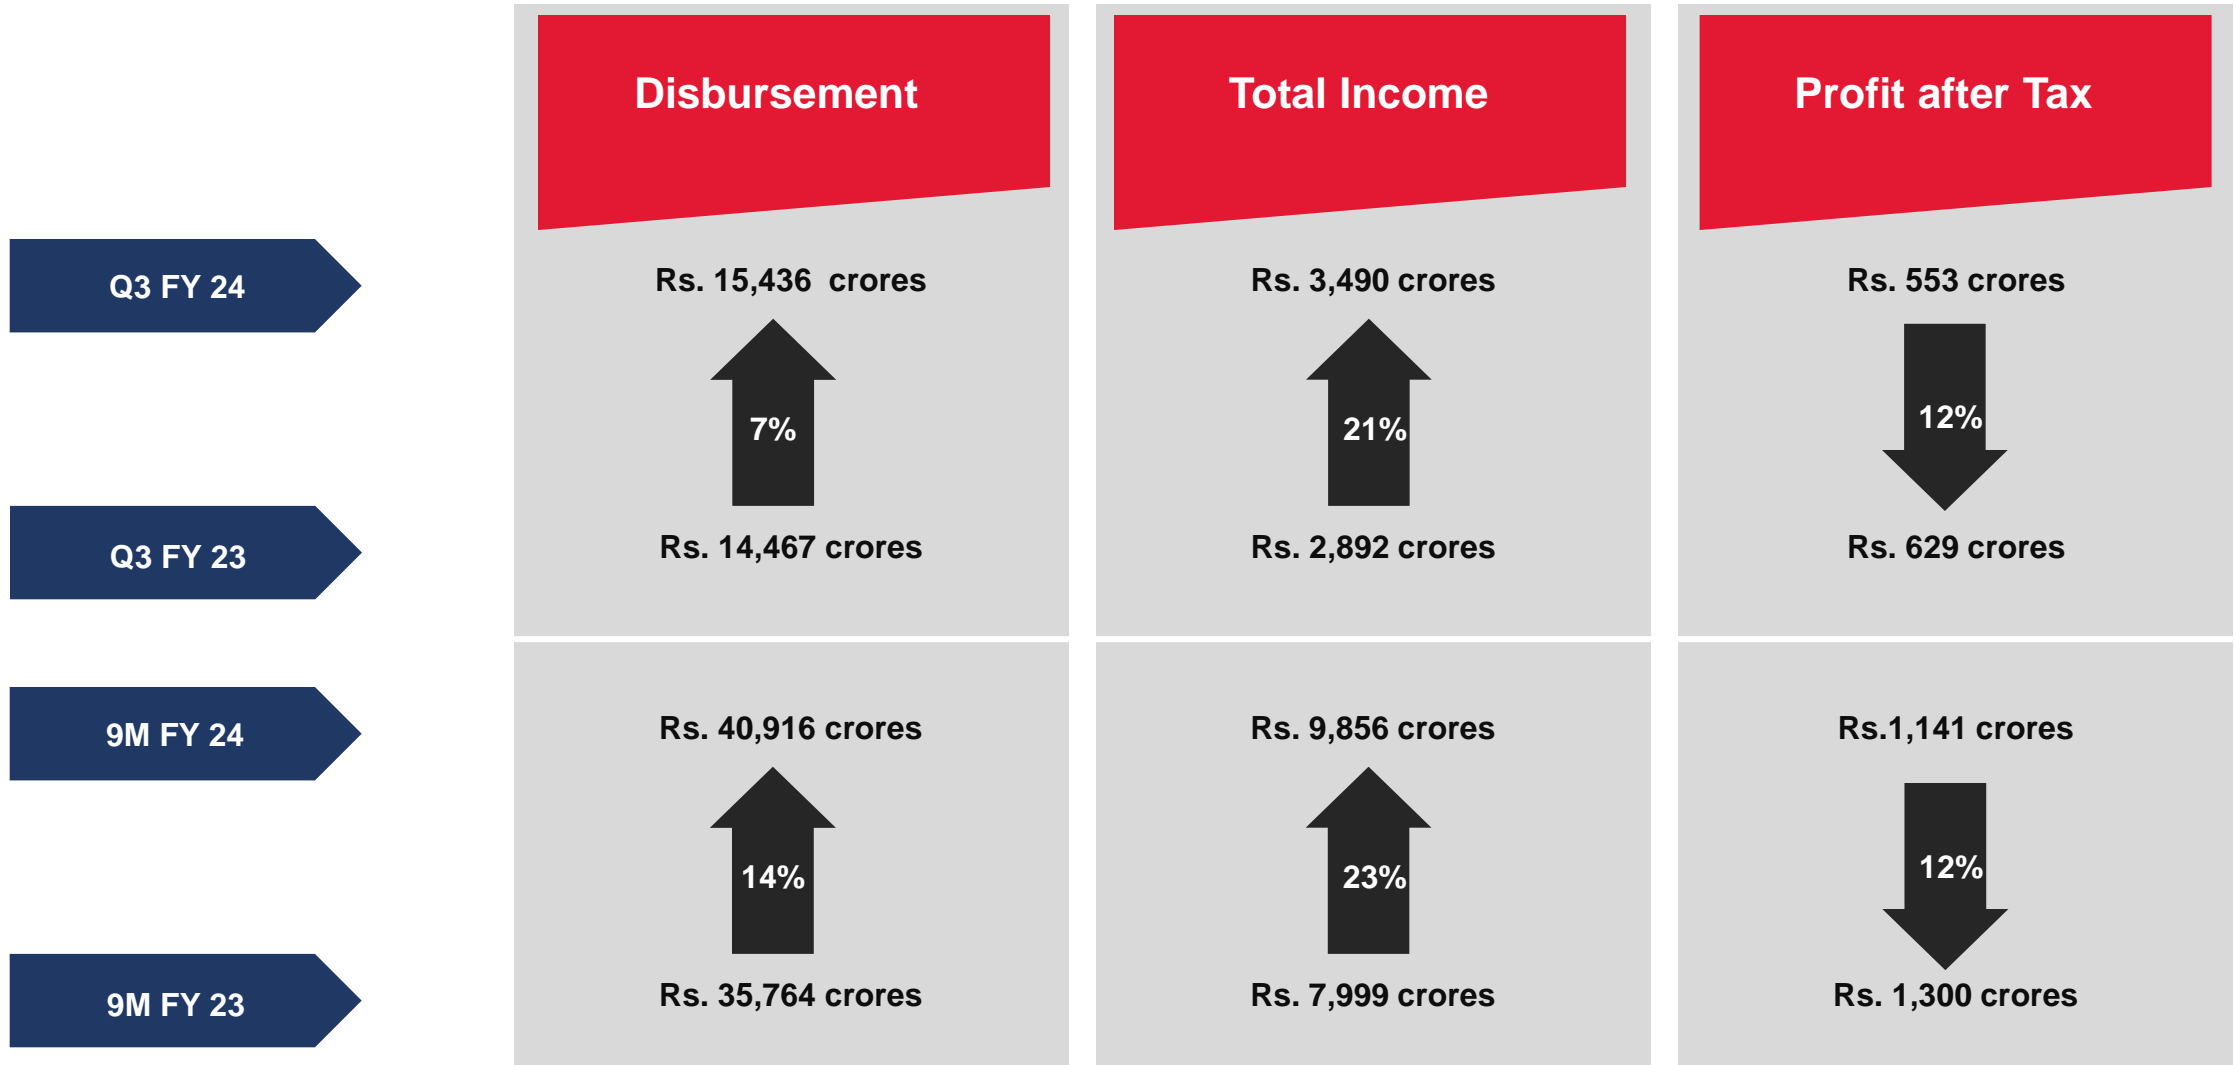 Disbursement
Total Income
Profit after Tax
Q3 FY 24
Rs. 15,436  crores
Rs. 3,490 crores
Rs. 553 crores
7%
21%
12%
Q3 FY 23
Rs. 14,467 crores
Rs. 2,892 crores
Rs. 629 crores
9M FY 24
Rs. 40,916 crores
Rs. 9,856 crores
Rs.1,141 crores
14%
23%
12%
9M FY 23
Rs. 35,764 crores
Rs. 7,999 crores
Rs. 1,300 crores